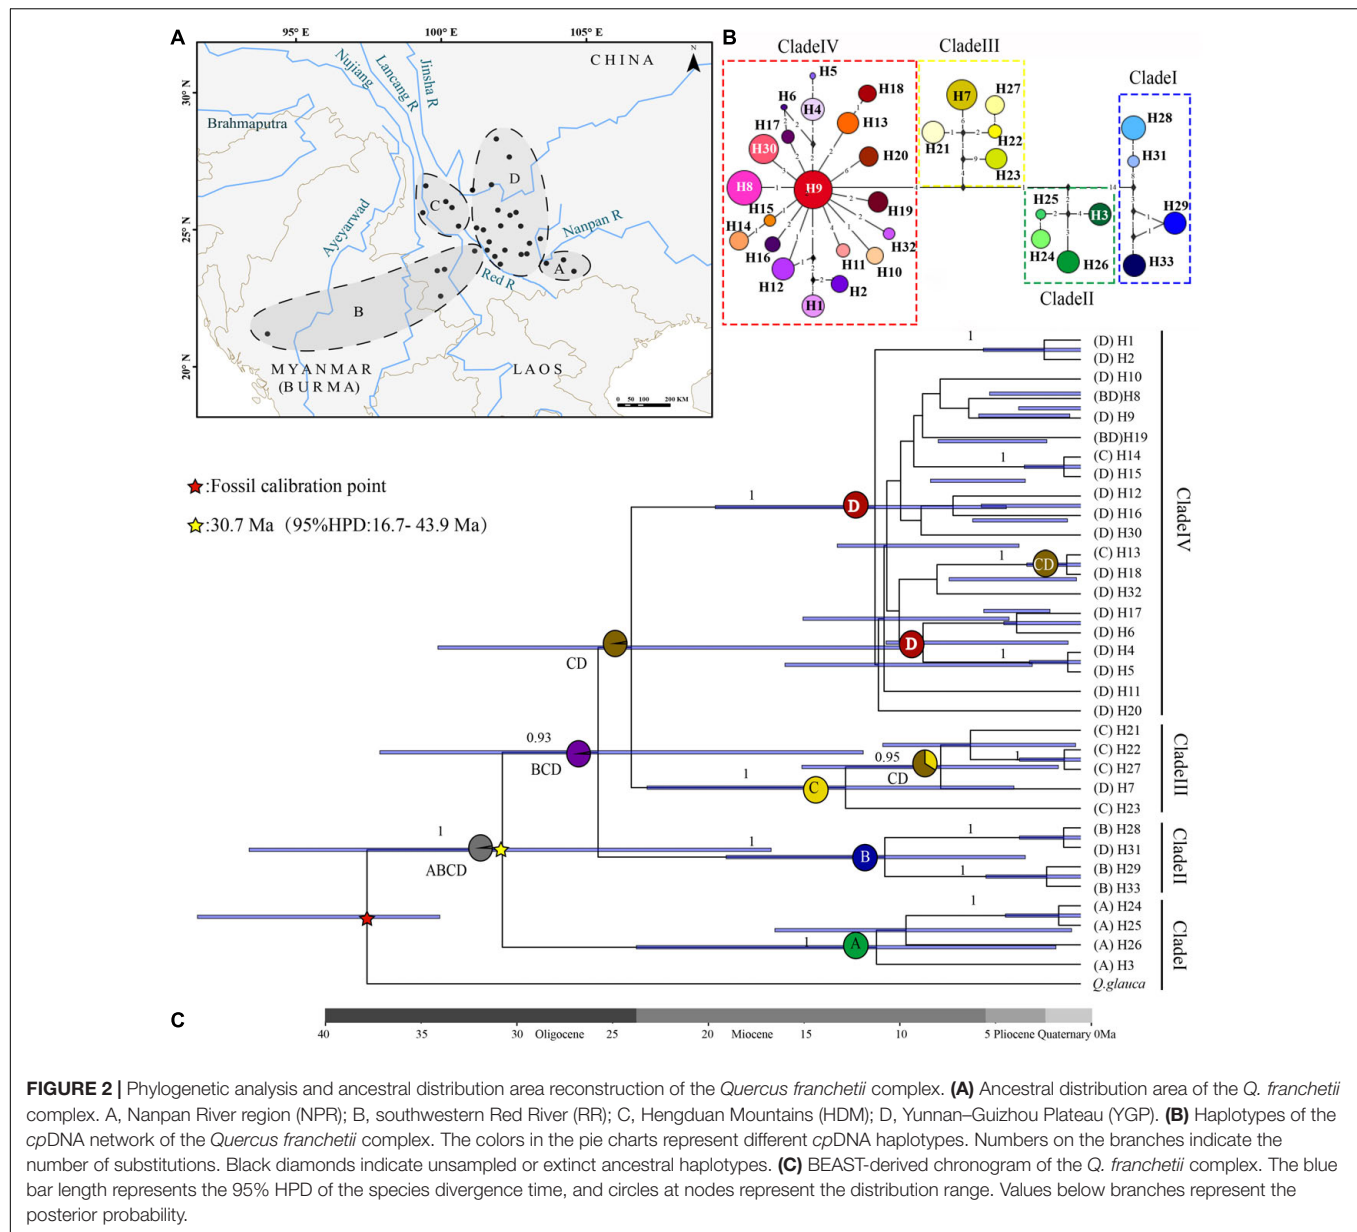 A
95° E
100° E
105° E
N
CHINA
30° N
25° N
20° N
Nujiang
Lancang R
Jinsha R
Brahmaputra
Ayeyarwad
Nanpan R
Red R
D
C
A
B
MYANMAR
(BURMA)
LAOS
0 50 100 200 KM
B
CladeIV
CladeIII
CladeI
CladeII
H5
H6
H4
H18
H17
H13
H30
H20
H8
H9
H15
H19
H14
H32
H16
H11
H10
H12
H2
H1
H7
H27
H21
H22
H23
H25
H3
H24
H26
H28
H31
H29
H33
:Fossil calibration point
:30.7 Ma（95%HPD:16.7- 43.9 Ma）
(D) H1
(D) H2
(D) H10
(BD)H8
(D) H9
(BD)H19
(C) H14
(D) H15
(D) H12
(D) H16
(D) H30
(C) H13
(D) H18
(D) H32
(D) H17
(D) H6
(D) H4
(D) H5
(D) H11
(D) H20
(C) H21
(C) H22
(C) H27
(D) H7
(C) H23
(B) H28
(D) H31
(B) H29
(B) H33
(A) H24
(A) H25
(A) H26
(A) H3
Q.glauca
CladeIV
CladeIII
CladeII
CladeI
1
1
1
D
CD
1
D
1
CD
0.93
BCD
0.95
CD
1
1
C
1
ABCD
1
B
1
1
1
1
A
C
40 35 30 Oligocene 25 20 Miocene 15 10 5 Pliocene Quaternary 0Ma
FIGURE 2 | Phylogenetic analysis and ancestral distribution area reconstruction of the Quercus franchetii complex. (A) Ancestral distribution area of the Q. franchetii
complex. A, Nanpan River region (NPR); B, southwestern Red River (RR); C, Hengduan Mountains (HDM); D, Yunnan–Guizhou Plateau (YGP). (B) Haplotypes of the
cpDNA network of the Quercus franchetii complex. The colors in the pie charts represent different cpDNA haplotypes. Numbers on the branches indicate the
number of substitutions. Black diamonds indicate unsampled or extinct ancestral haplotypes. (C) BEAST-derived chronogram of the Q. franchetii complex. The blue
bar length represents the 95% HPD of the species divergence time, and circles at nodes represent the distribution range. Values below branches represent the
posterior probability.